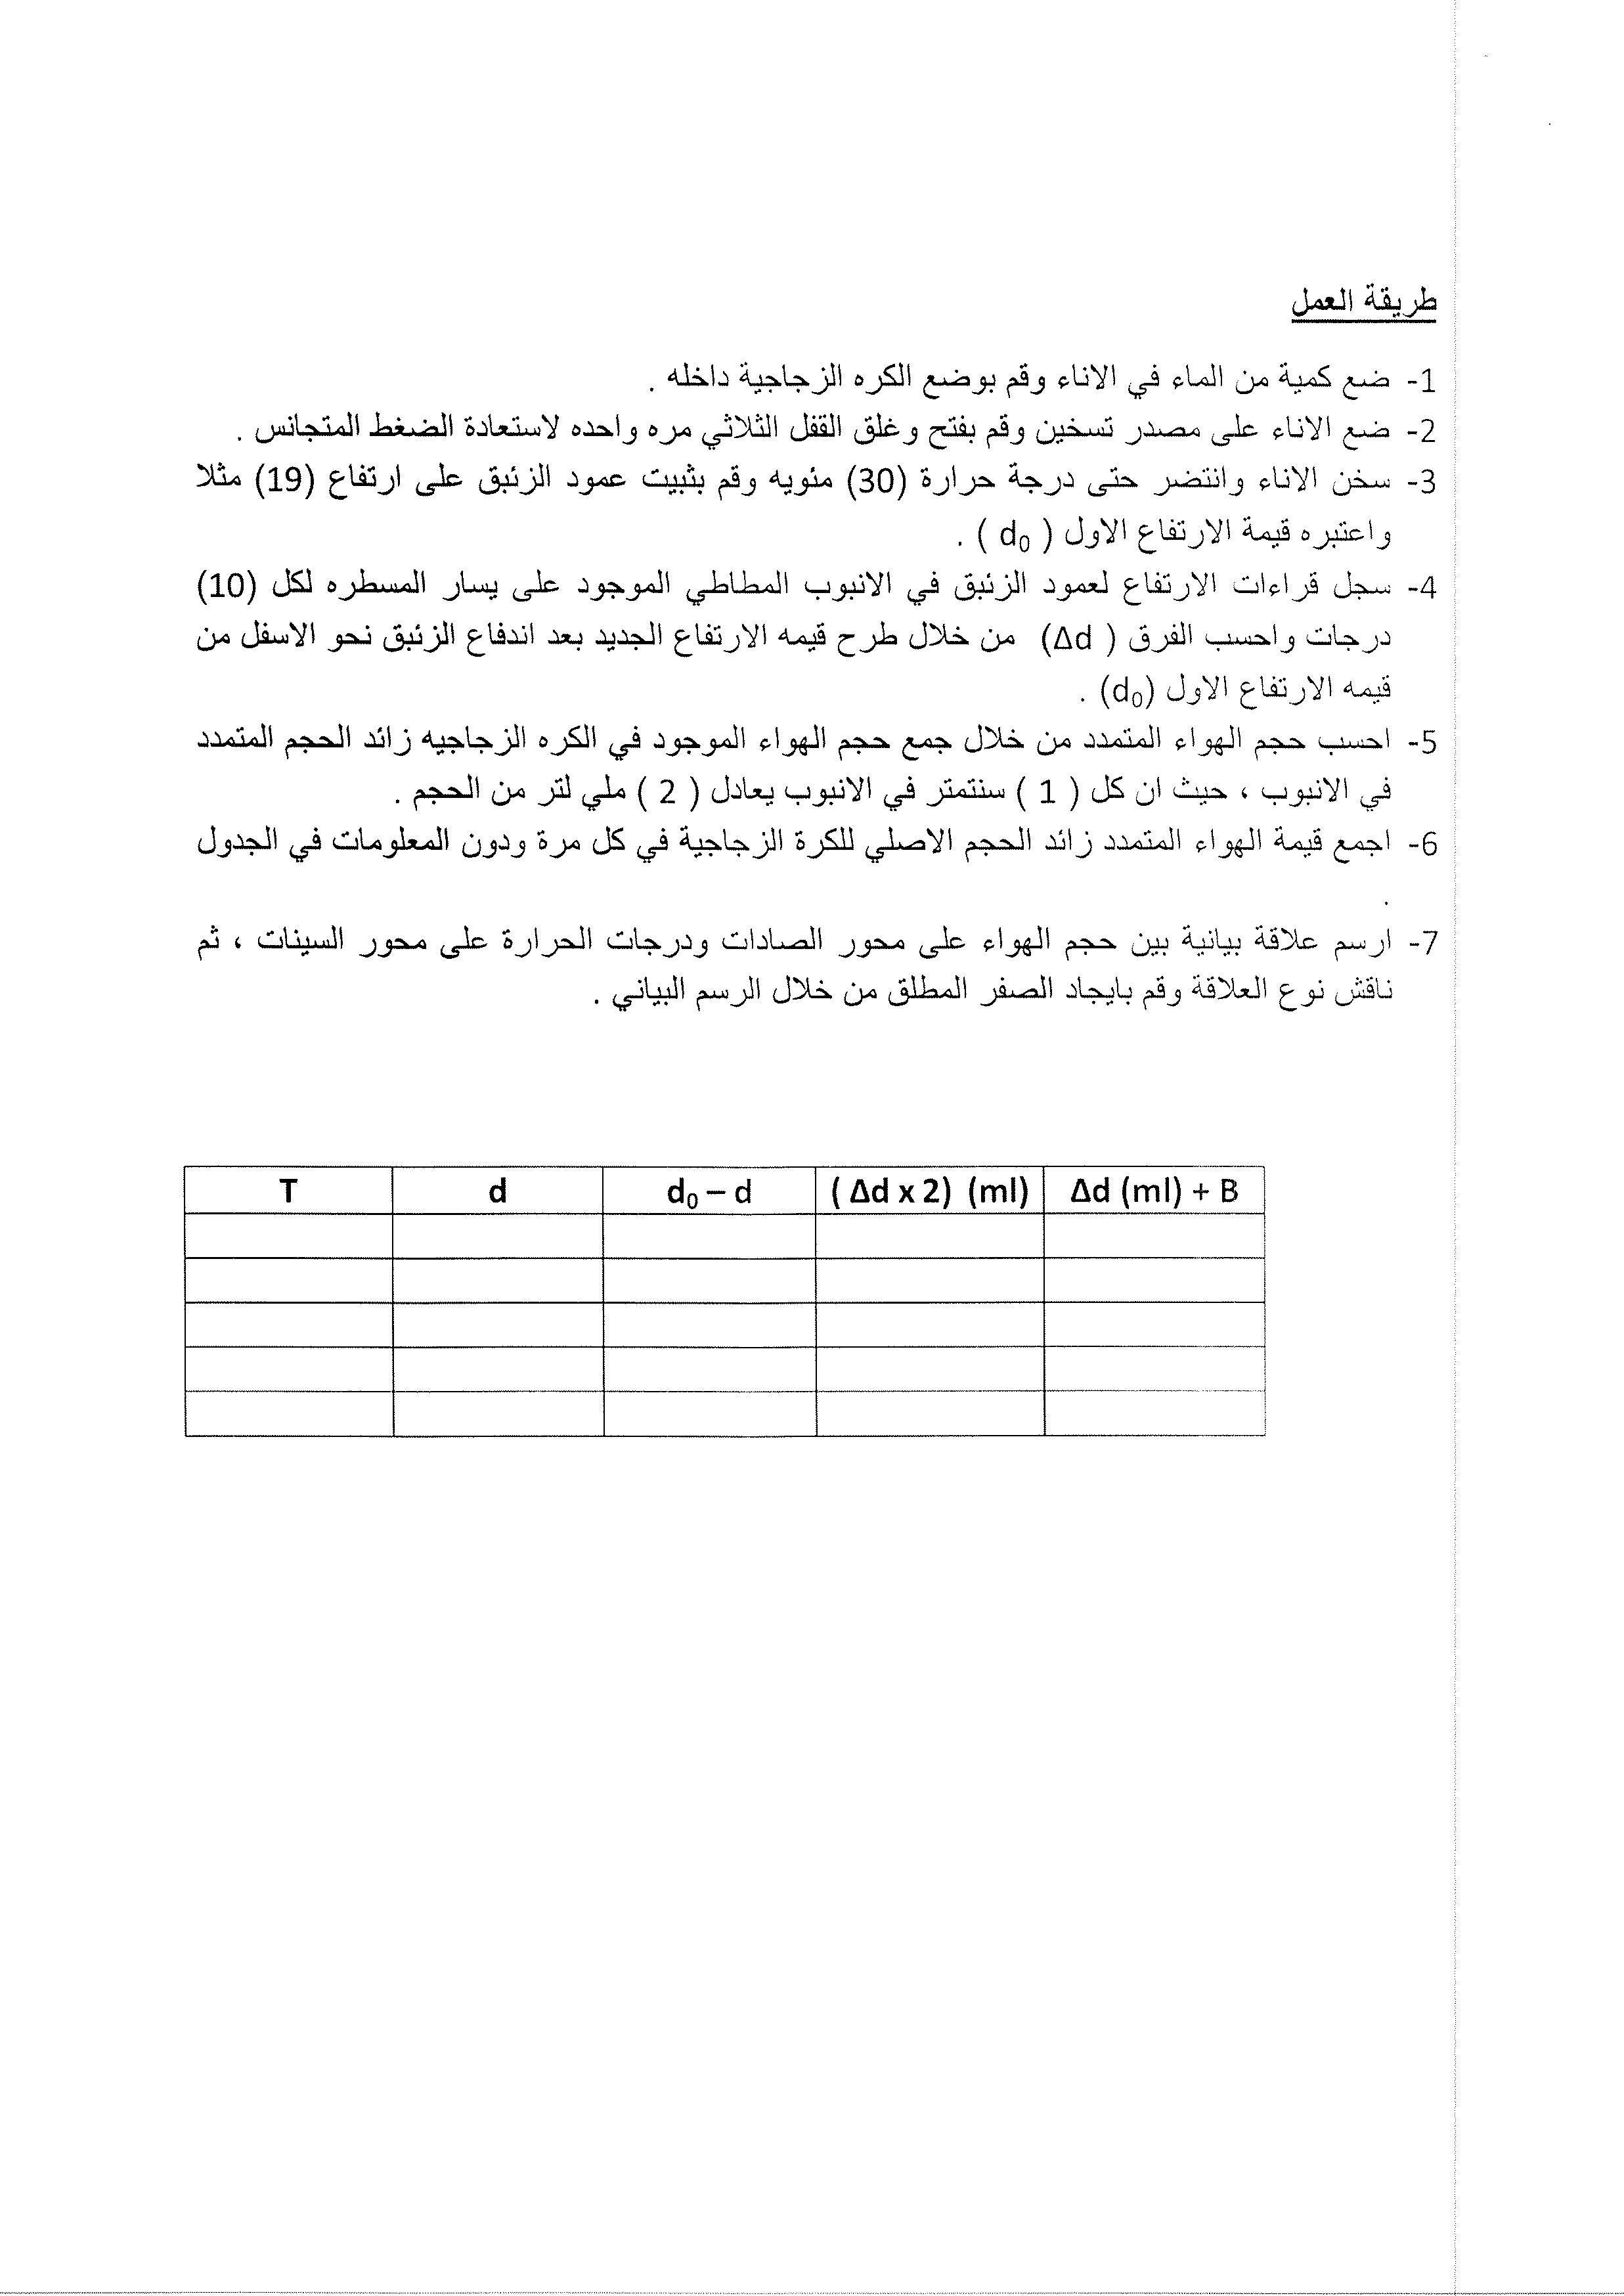 طريقة العمل
1- ضع كمية من الماء في الاناء وقم بوضع الكره الزجاجية داخله .
2- ضع الاناء على مصدر تسخين وقم بفتح وغلق القفل الثلاثي مره واحده لاستعادة الضغط المتجانس .
3- سخن الاناء وانتضر حتى درجة حرارة (30) مئويه وقم بثبيت عمود الزئبق على ارتفاع (19) مثلا
واعتبره قيمة الارتفاع الاول ( d₀ ) .
4- سجل قراءات الارتفاع لعمود الزئبق في الانبوب المطاطي الموجود على يسار المسطره لكل (10)
درجات واحسب الفرق ( Δd) من خلال طرح قيمه الارتفاع الجديد بعد اندفاع الزئبق نحو الاسفل من
قيمه الارتفاع الاول (d₀) .
5- احسب حجم الهواء المتمدد من خلال جمع حجم الهواء الموجود في الكره الزجاجيه زائد الحجم المتمدد
في الانبوب ، حيث ان كل ( 1 ) سنتمتر في الانبوب يعادل ( 2 ) ملي لتر من الحجم .
6- اجمع قيمة الهواء المتمدد زائد الحجم الاصلي للكرة الزجاجية في كل مرة ودون المعلومات في الجدول
.
7- ارسم علاقة بيانية بين حجم الهواء على محور الصادات ودرجات الحرارة على محور السينات ، ثم
ناقش نوع العلاقة وقم بايجاد الصفر المطلق من خلال الرسم البياني .
T d d₀ – d ( Δd x 2) (ml) Δd (ml) + B